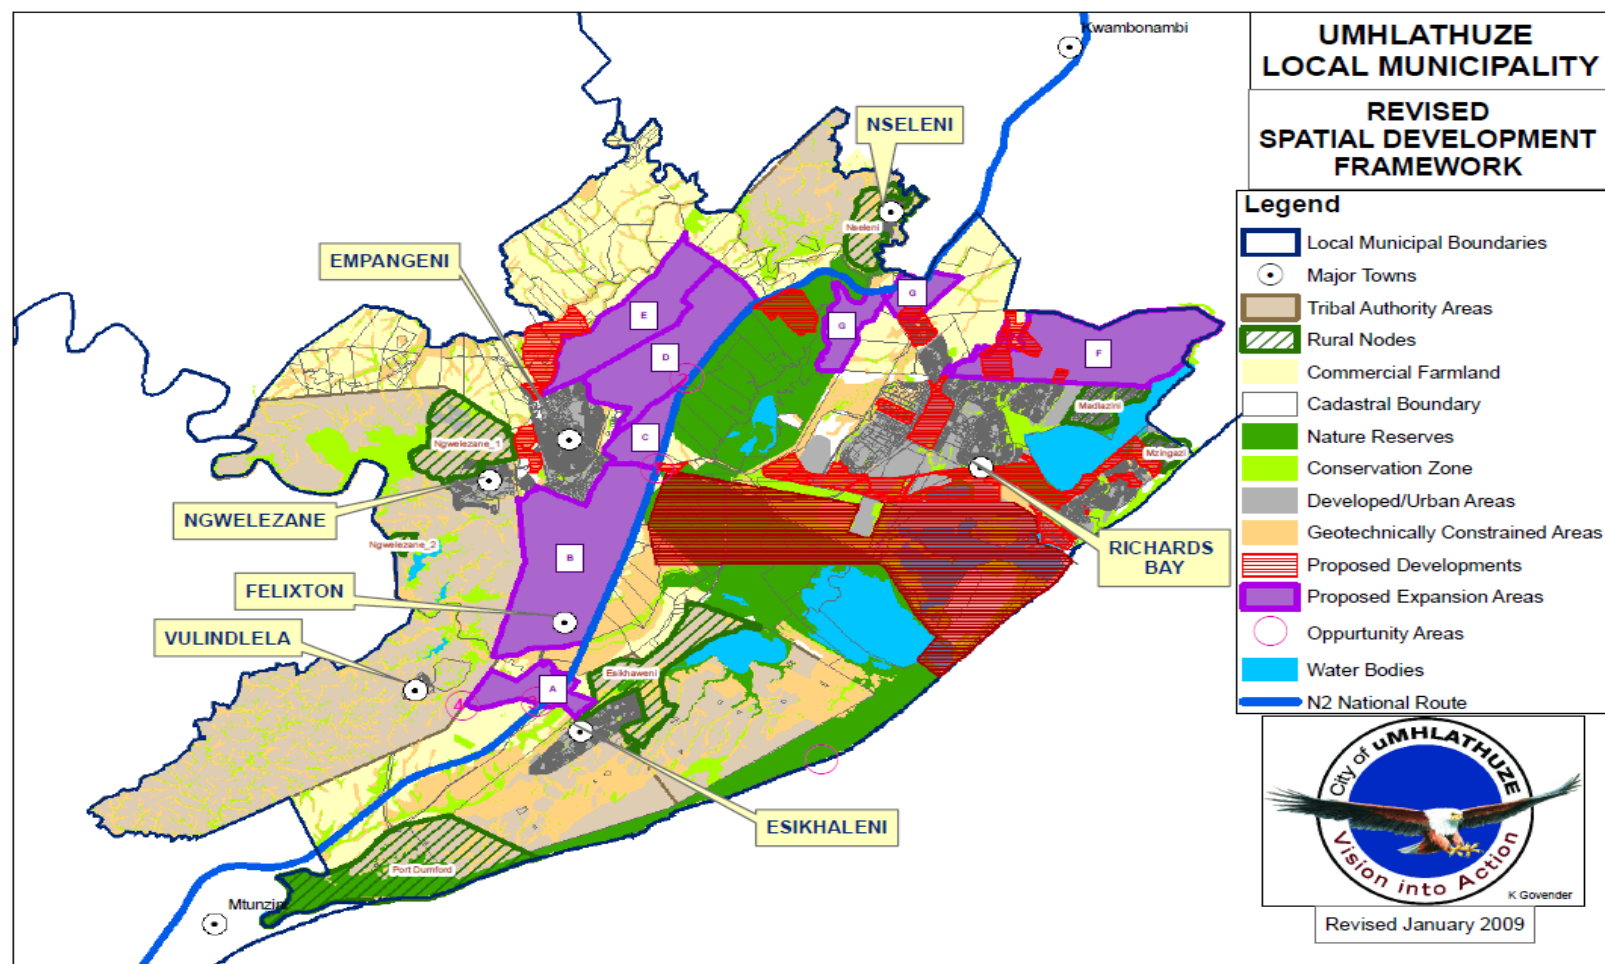 UMHLATHUZE
LOCAL MUNICIPALITY
REVISED
SPATIAL DEVELOPMENT
FRAMEWORK
Legend
Local Municipal Boundaries
Major Towns
Tribal Authority Areas
Rural Nodes
Commercial Farmland
Cadastral Boundary
Nature Reserves
Conservation Zone
Developed/Urban Areas
Geotechnically Constrained Areas
Proposed Developments
Proposed Expansion Areas
Oppurtunity Areas
Water Bodies
N2 National Route
City of uMHLATHUZE
Vision into Action
K Govender
Revised January 2009
Kwambonambi
NSELENI
Nseleni
EMPANGENI
E
D
G
G
F
C
Madlazini
Mzingazi
Ngwelezane_1
NGWELEZANE
Ngwelezane_2
B
RICHARDS
BAY
FELIXTON
VULINDLELA
Esikhaweni
A
4
ESIKHALENI
Port Durnford